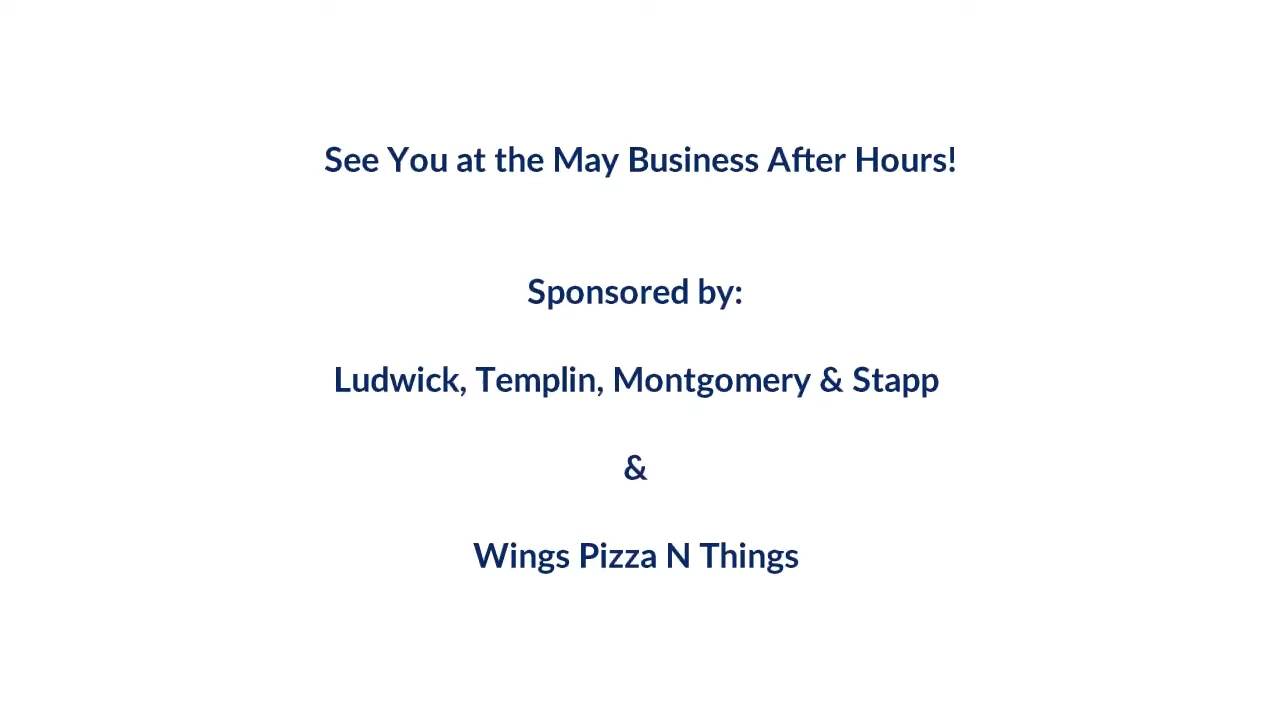 See You at the May Business After Hours!
Sponsored by:
Ludwick, Templin, Montgomery & Stapp
&
Wings Pizza N Things